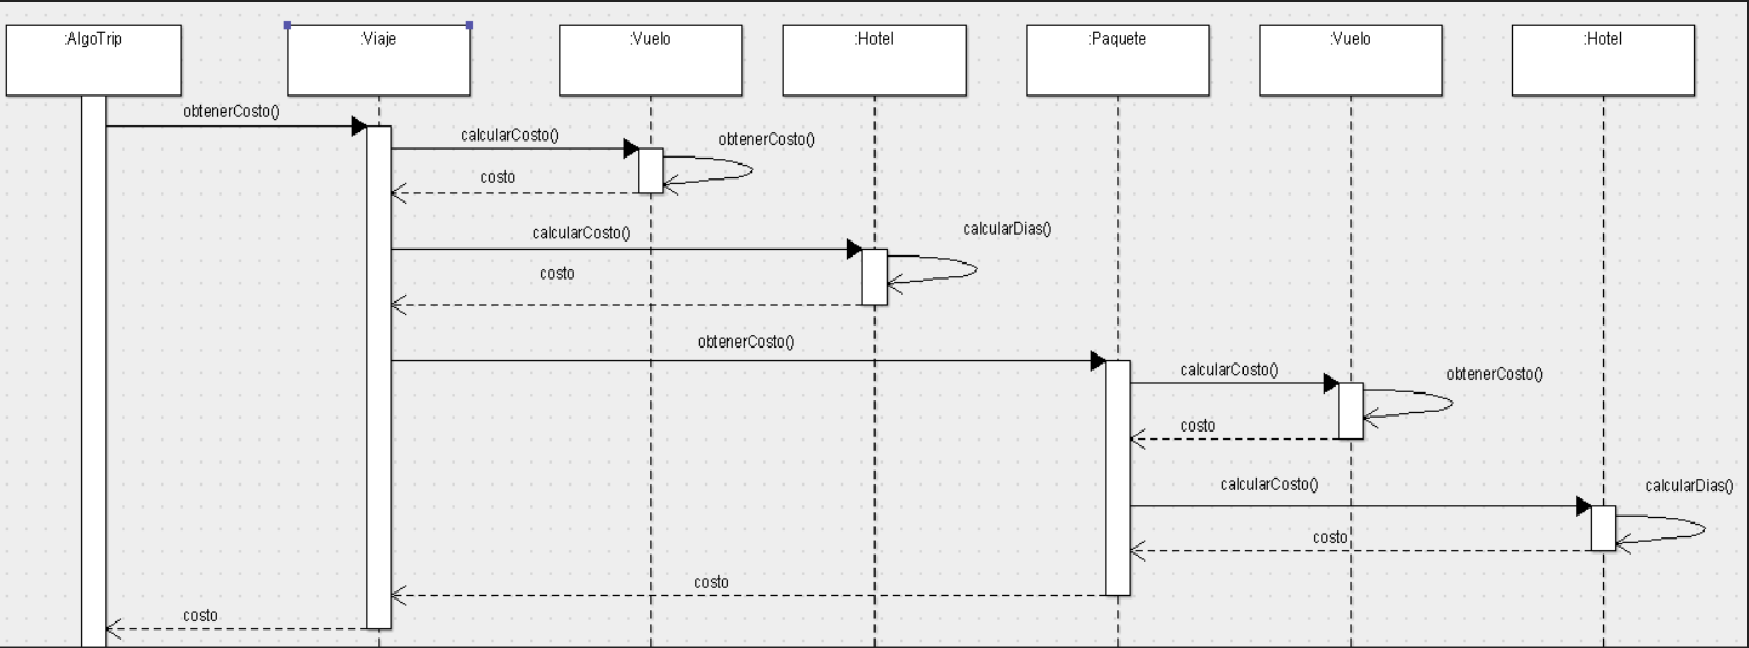 :AlgoTrip
:Viaje
:Vuelo
:Hotel
:Paquete
:Vuelo
:Hotel
obtenerCosto()
calcularCosto()
obtenerCosto()
costo
calcularCosto()
calcularDias()
costo
obtenerCosto()
calcularCosto()
obtenerCosto()
costo
calcularCosto()
calcularDias()
costo
costo
costo